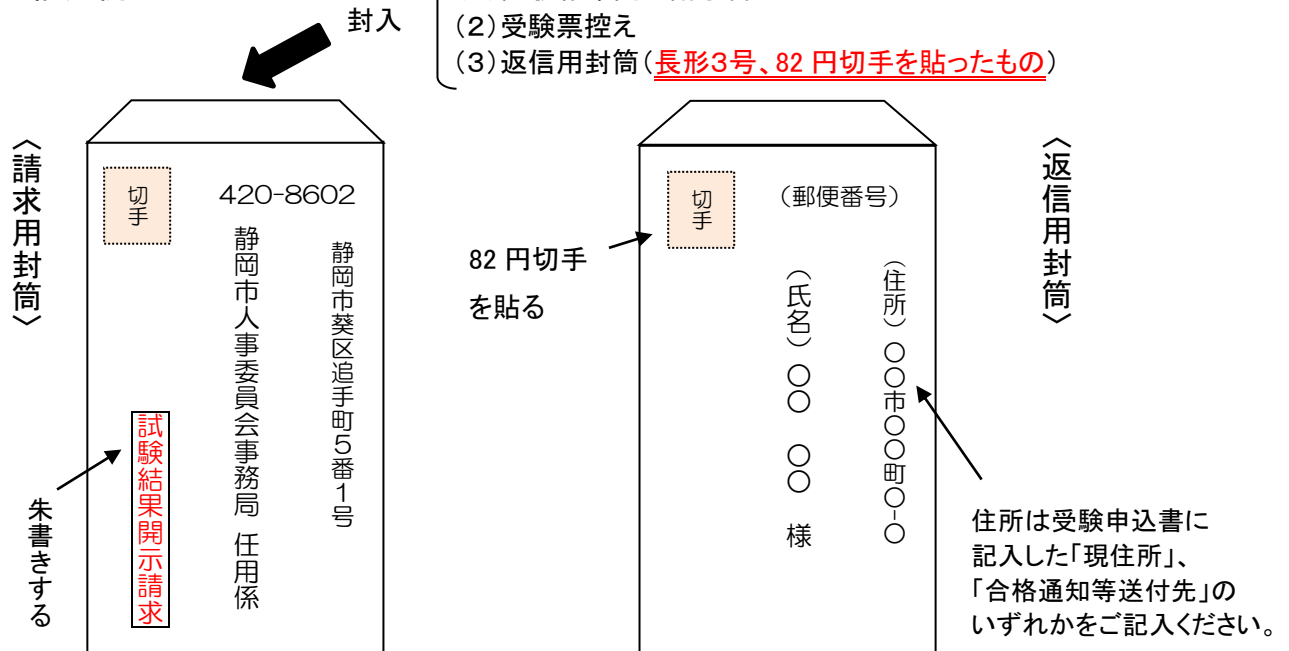 封入
(2)受験票控え
(3)返信用封筒(長形3号、82円切手を貼ったもの)
〈請求用封筒〉
切手
420-8602
静岡市葵区追手町5番1号
静岡市人事委員会事務局 任用係
試験結果開示請求
朱書きする
〈返信用封筒〉
切手
(郵便番号)
82円切手
を貼る
(住所)〇〇市〇〇町〇-〇
(氏名)〇〇 〇〇 様
住所は受験申込書に
記入した「現住所」、
「合格通知等送付先」の
いずれかをご記入ください。